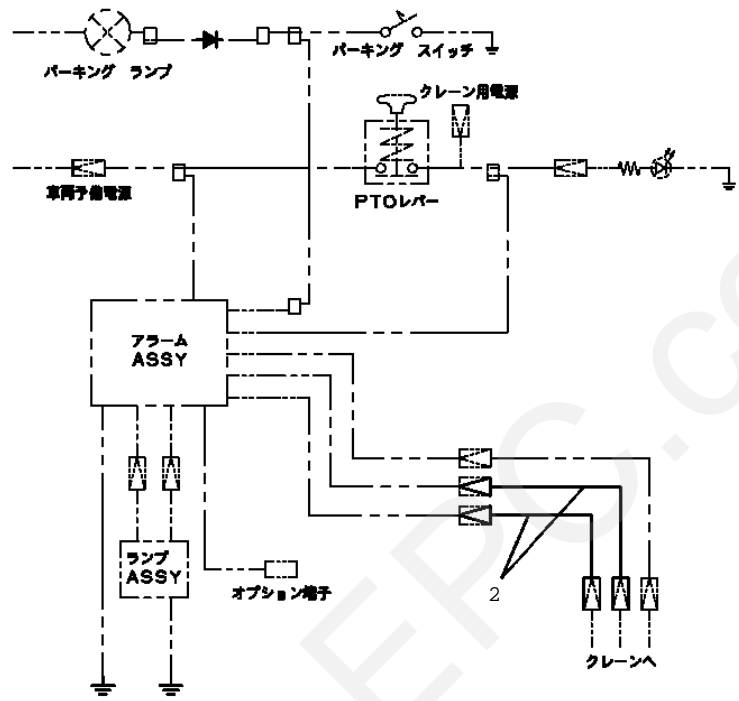 パーキング ランプ
パーキング スイッチ
クレーン用電源
車両予備電源
PTOレバー
アラーム
ASSY
ランプ
ASSY
オプション端子
2
クレーンへ
EPC.co